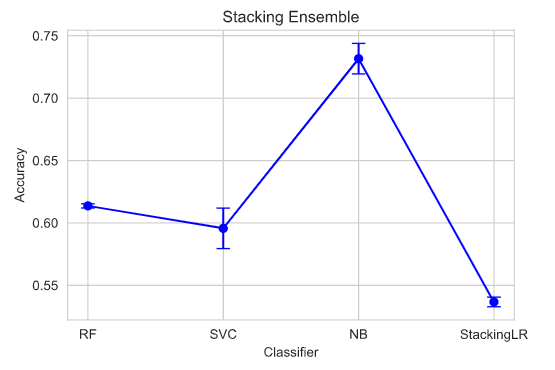 Stacking Ensemble
0.75
0.70
0.65
0.60
0.55
Accuracy
RF SVC NB StackingLR
Classifier